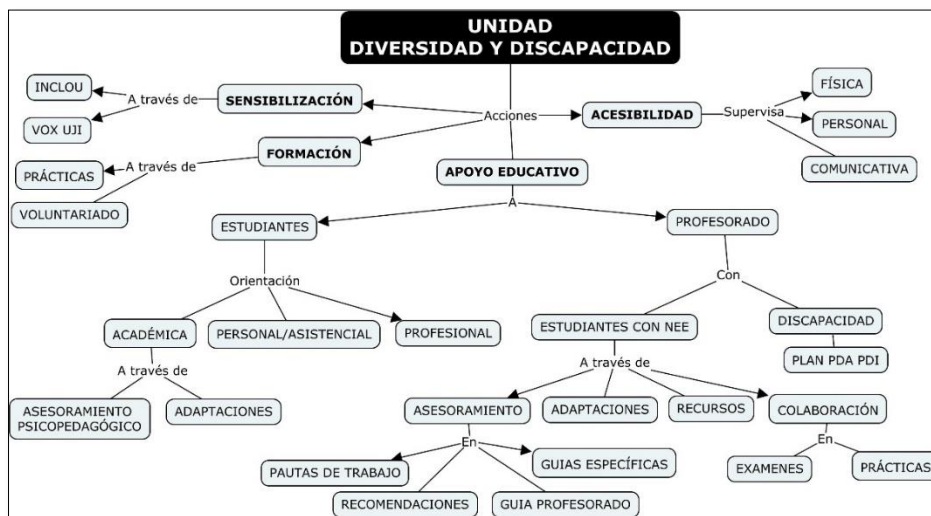 UNIDAD
DIVERSIDAD Y DISCAPACIDAD
INCLOU
A través de
SENSIBILIZACIÓN
VOX UJI
Acciones
ACESIBILIDAD
Supervisa
FÍSICA
PERSONAL
COMUNICATIVA
FORMACIÓN
A través de
PRÁCTICAS
VOLUNTARIADO
APOYO EDUCATIVO
A
ESTUDIANTES
PROFESORADO
Orientación
Con
ACADÉMICA
PERSONAL/ASISTENCIAL
PROFESIONAL
ESTUDIANTES CON NEE
DISCAPACIDAD
PLAN PDA PDI
A través de
A través de
ASESORAMIENTO
PSICOPEDAGÓGICO
ADAPTACIONES
ASESORAMIENTO
ADAPTACIONES
RECURSOS
COLABORACIÓN
En
En
PAUTAS DE TRABAJO
GUIAS ESPECÍFICAS
EXAMENES
PRÁCTICAS
RECOMENDACIONES
GUIA PROFESORADO